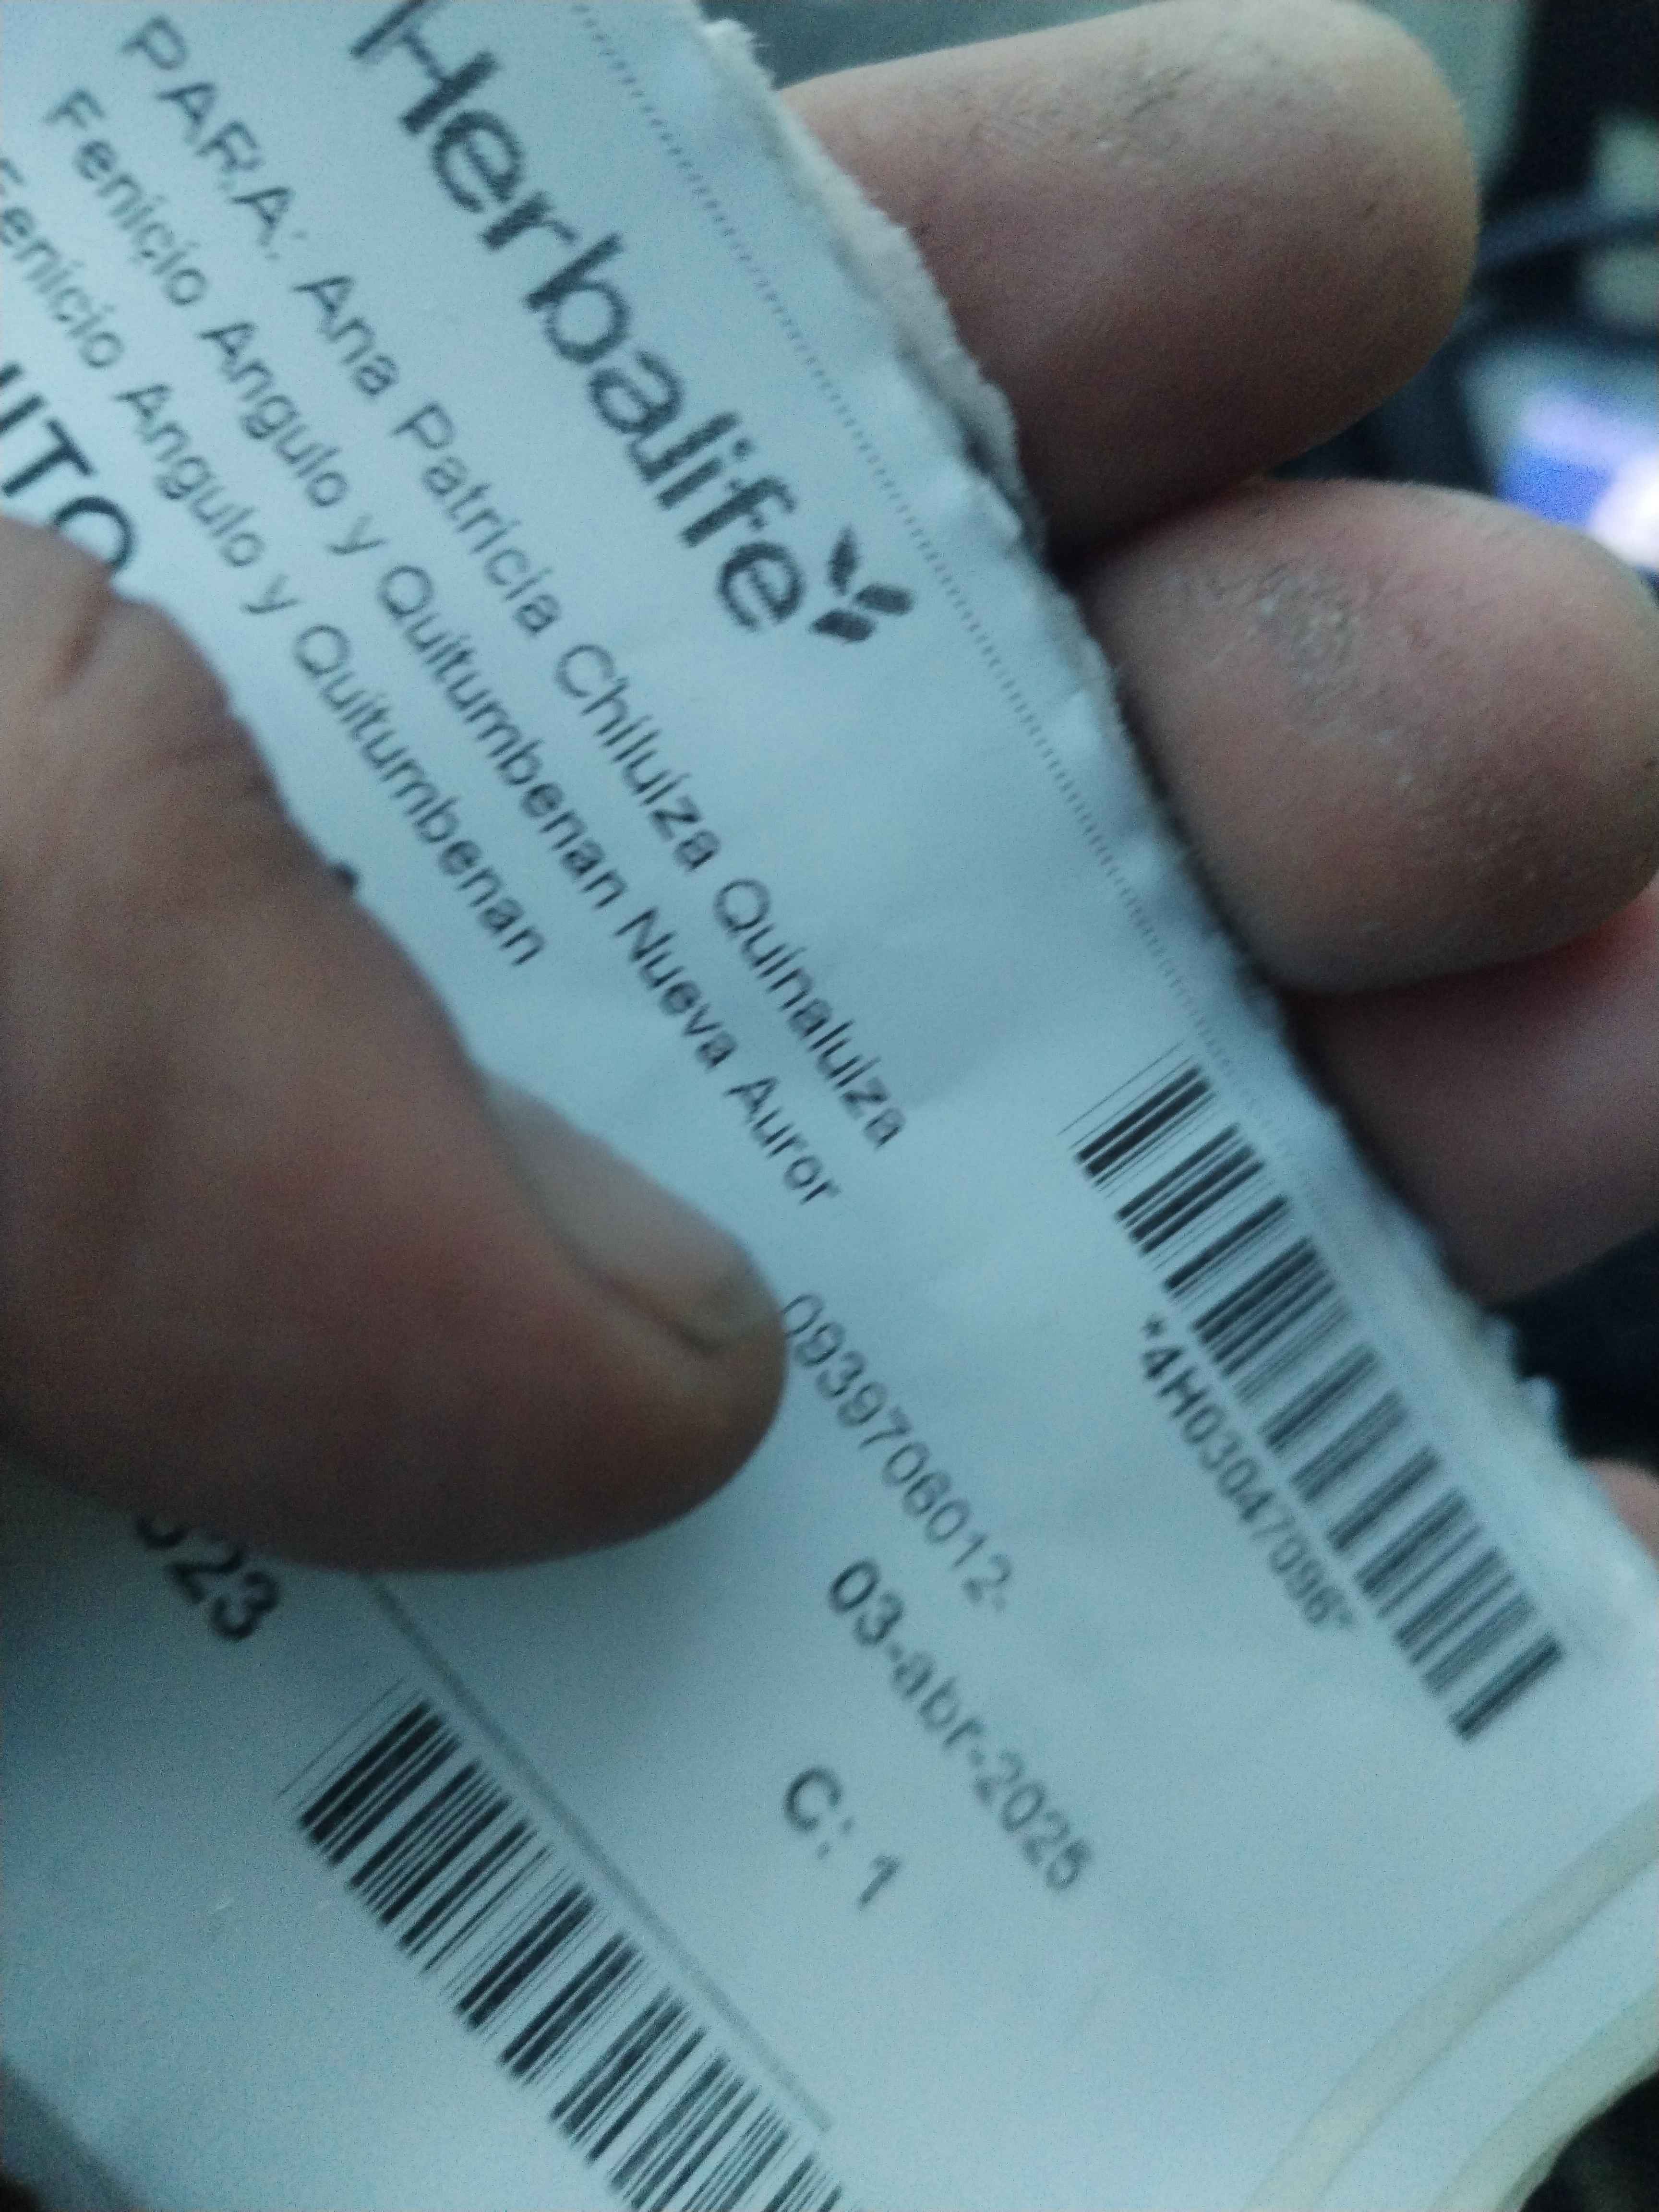 Herbalife
PARA: Ana Patricia Chiluiza Quinaluiza
Fenicio Angulo y Quitumbenan Nueva Auror
Fenicio Angulo y Quitumbenan
*4H03047096*
0939706012-
03-abr-2025
C: 1
23